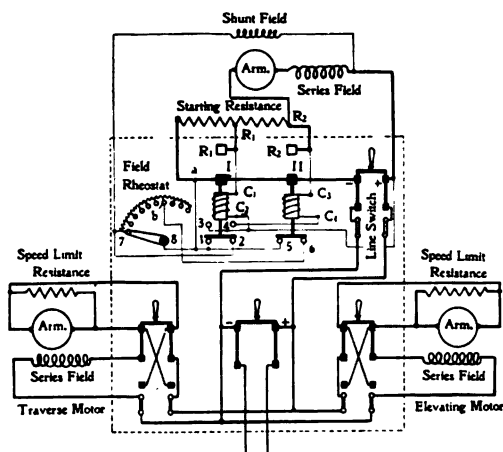 Shunt Field
Arm.
Series Field
Starting Resistance
R₁
R₂
R₁
I
R₂
II
Field
Rheostat
a
b
C₁
C₂
C₃
C₄
3
4
7
8
1
2
5
6
-
+
Line Switch
Speed Limit
Resistance
Arm.
Series Field
Traverse Motor
-
+
Speed Limit
Resistance
Arm.
Series Field
Elevating Motor